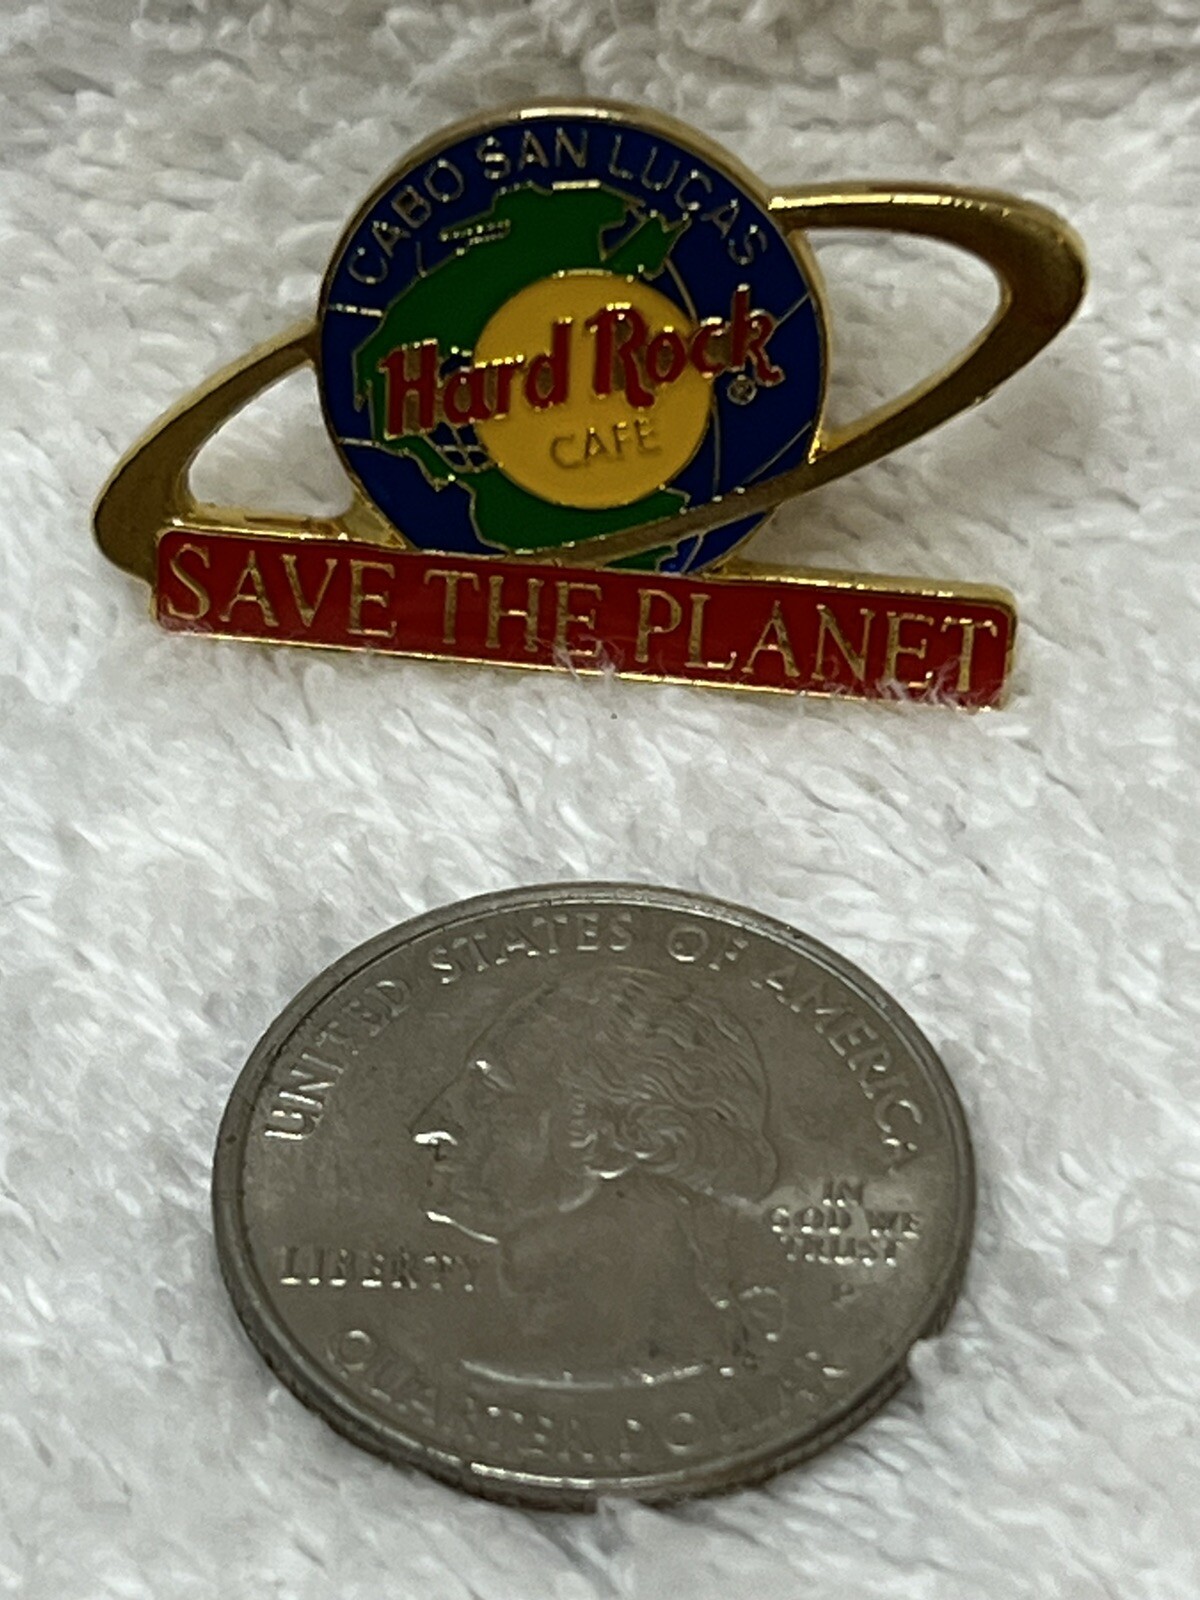 CABO SAN LUCAS
Hard Rock
®
CAFE
SAVE THE PLANET
UNITED STATES OF AMERICA
LIBERTY
IN
GOD WE
TRUST
P
QUARTER DOLLAR